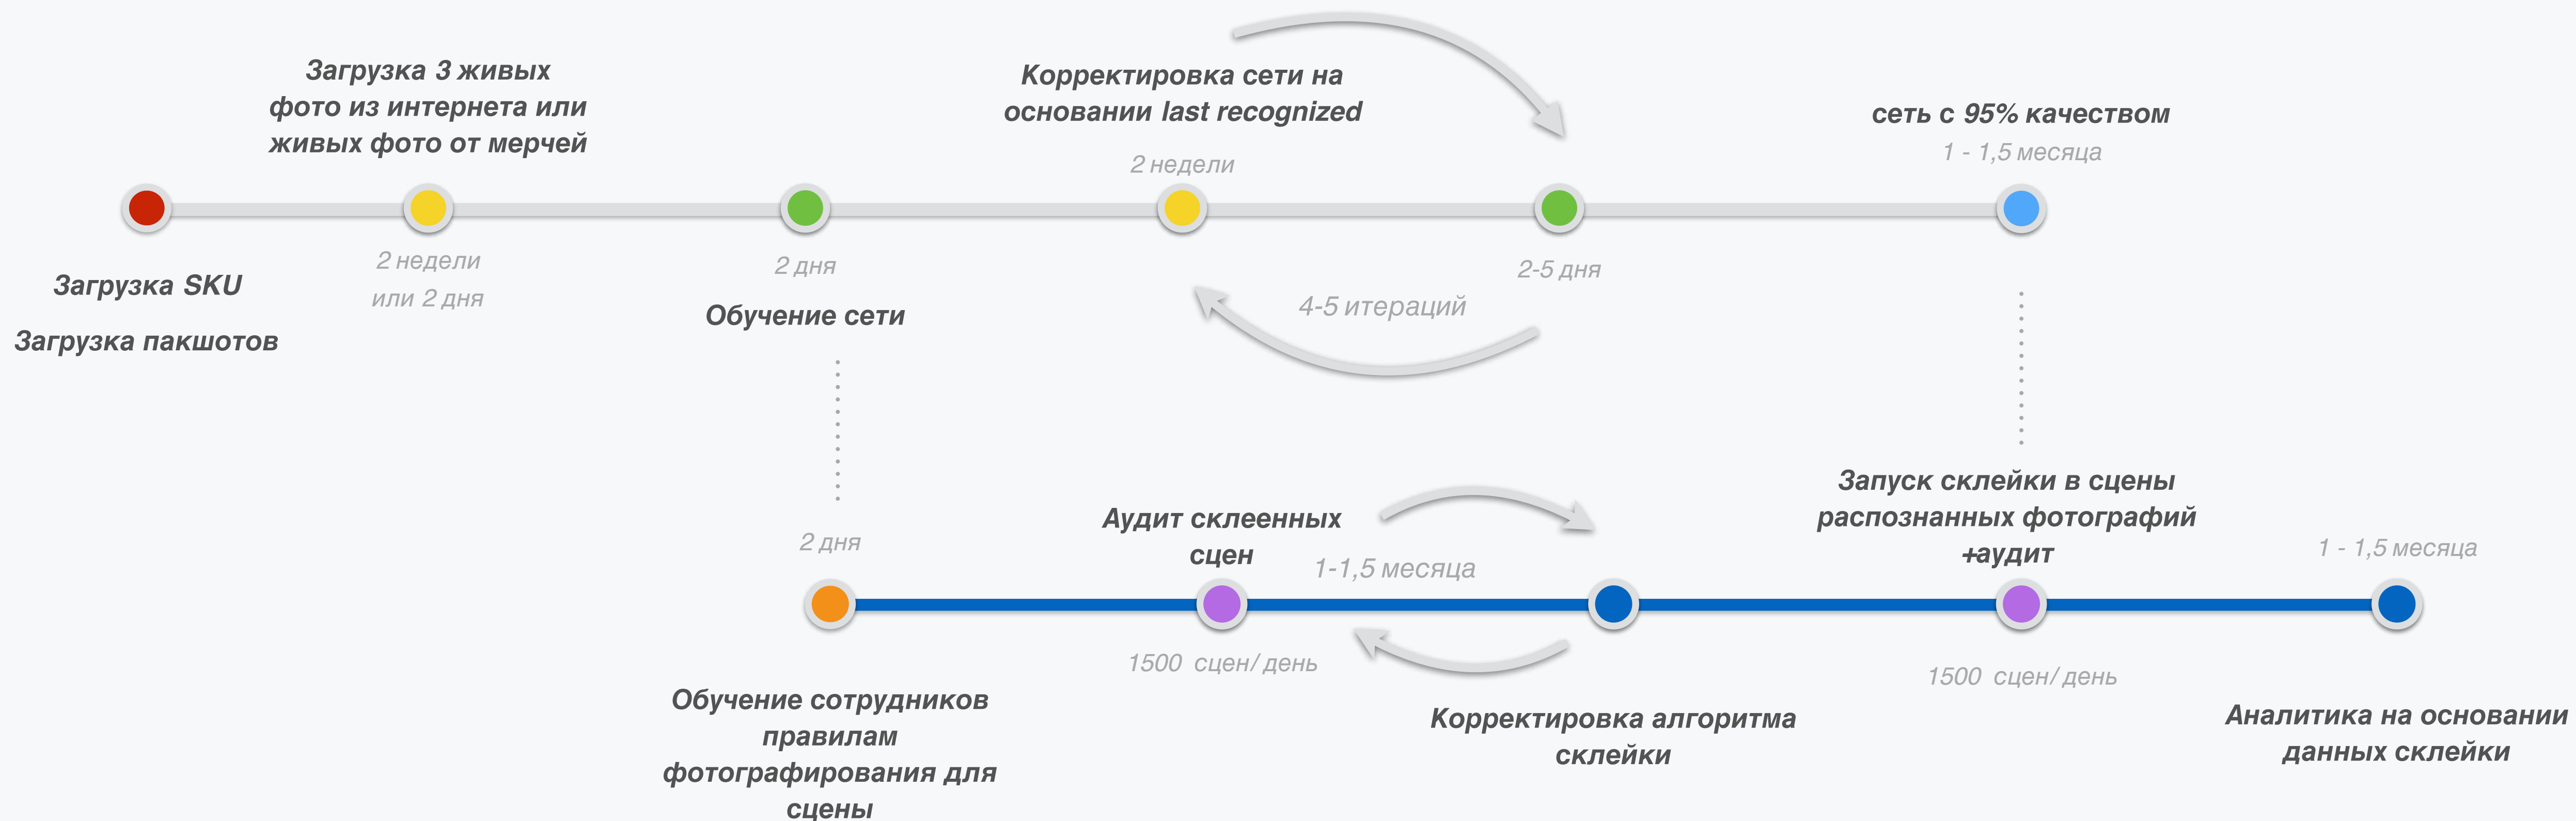 Загрузка SKU
Загрузка пакшотов
Загрузка 3 живых
фото из интернета или
живых фото от мерчей
2 недели
или 2 дня
2 дня
Обучение сети
Корректировка сети на
основании last recognized
2 недели
4-5 итераций
2-5 дня
сеть с 95% качеством
1 - 1,5 месяца
2 дня
Обучение сотрудников
правилам
фотографирования для
сцены
Аудит склеенных
сцен
1500 сцен/ день
1-1,5 месяца
Корректировка алгоритма
склейки
Запуск склейки в сцены
распознанных фотографий
+аудит
1500 сцен/ день
1 - 1,5 месяца
Аналитика на основании
данных склейки